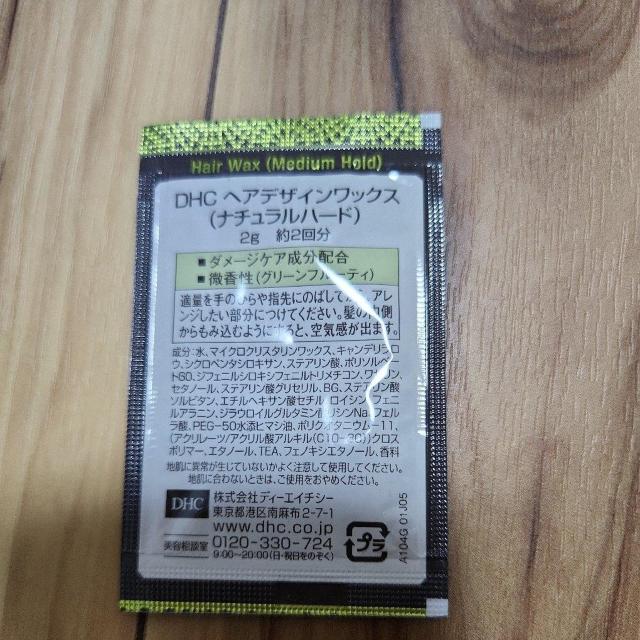 Hair Wax (Medium Hold)
DHC ヘアデザインワックス
(ナチュラルハード)
2g 約2回分
■ ダメージケア成分配合
■ 微香性(グリーンフルーティ)
適量を手のひらや指先にのばして アレ
ンジしたい部分につけてください。髪の内側
からもみ込むようにすると、空気感が出ます。
成分:水、マイクロクリスタリンワックス、キャンデリラロ
ウ、シクロペンタシロキサン、ステアリン酸、ポリソルベー
ト60、ジフェニルシロキシフェニルトリメチコン、ワセリン、
セタノール、ステアリン酸グリセリル、BG、ステアリン酸
ソルビタン、エチルヘキサン酸セチル、ロイシン、フェニ
ルアラニン、ジラウロイルグルタミン酸リシンNa、フェル
ラ酸、PEG-50水添ヒマシ油、ポリクオタニウム-11、
(アクリレーツ/アクリル酸アルキル(C10-30))クロス
ポリマー、エタノール、TEA、フェノキシエタノール、香料
地肌に異常が生じていないかよく注意して使用してください。
地肌に合わないときは、ご使用をおやめください。
DHC 株式会社ディーエイチシー
東京都港区南麻布2-7-1
www.dhc.co.jp
美容相談室 0120-330-724
9:00~20:00(日・祝日をのぞく)
プラ
A1104G 01J05